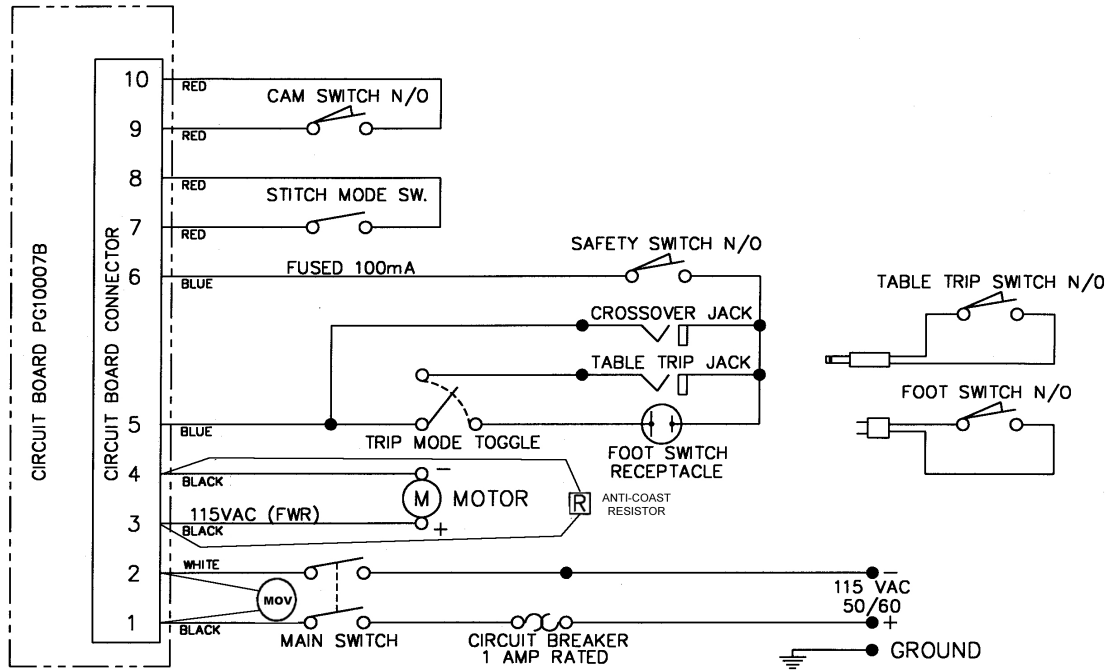 CIRCUIT BOARD PG10007B
CIRCUIT BOARD CONNECTOR
10
RED
CAM SWITCH N/O
9
RED
8
RED
STITCH MODE SW.
7
RED
SAFETY SWITCH N/O
FUSED 100mA
6
BLUE
TABLE TRIP SWITCH N/O
CROSSOVER JACK
TABLE TRIP JACK
FOOT SWITCH N/O
5
BLUE
TRIP MODE TOGGLE
FOOT SWITCH
RECEPTACLE
4
BLACK
−
M
MOTOR
R
ANTI-COAST
RESISTOR
115VAC (FWR)
3
BLACK
+
WHITE
2
−
115 VAC
50/60
MOV
1
BLACK
+
MAIN SWITCH
CIRCUIT BREAKER
1 AMP RATED
GROUND